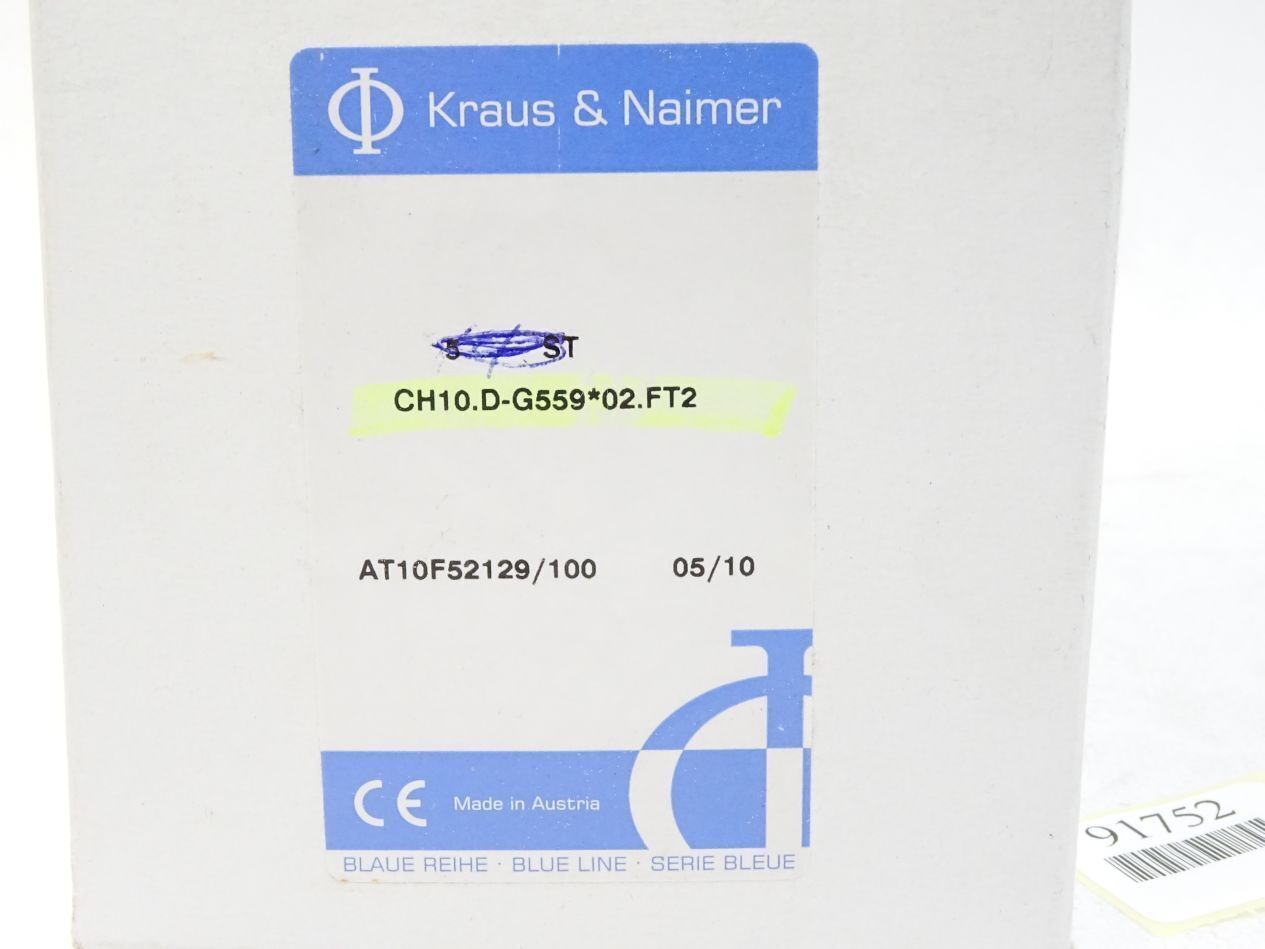 Kraus & Naimer
5 ST
CH10.D-G559*02.FT2
AT10F52129/100 05/10
CE Made in Austria
BLAUE REIHE · BLUE LINE · SERIE BLEUE
91752